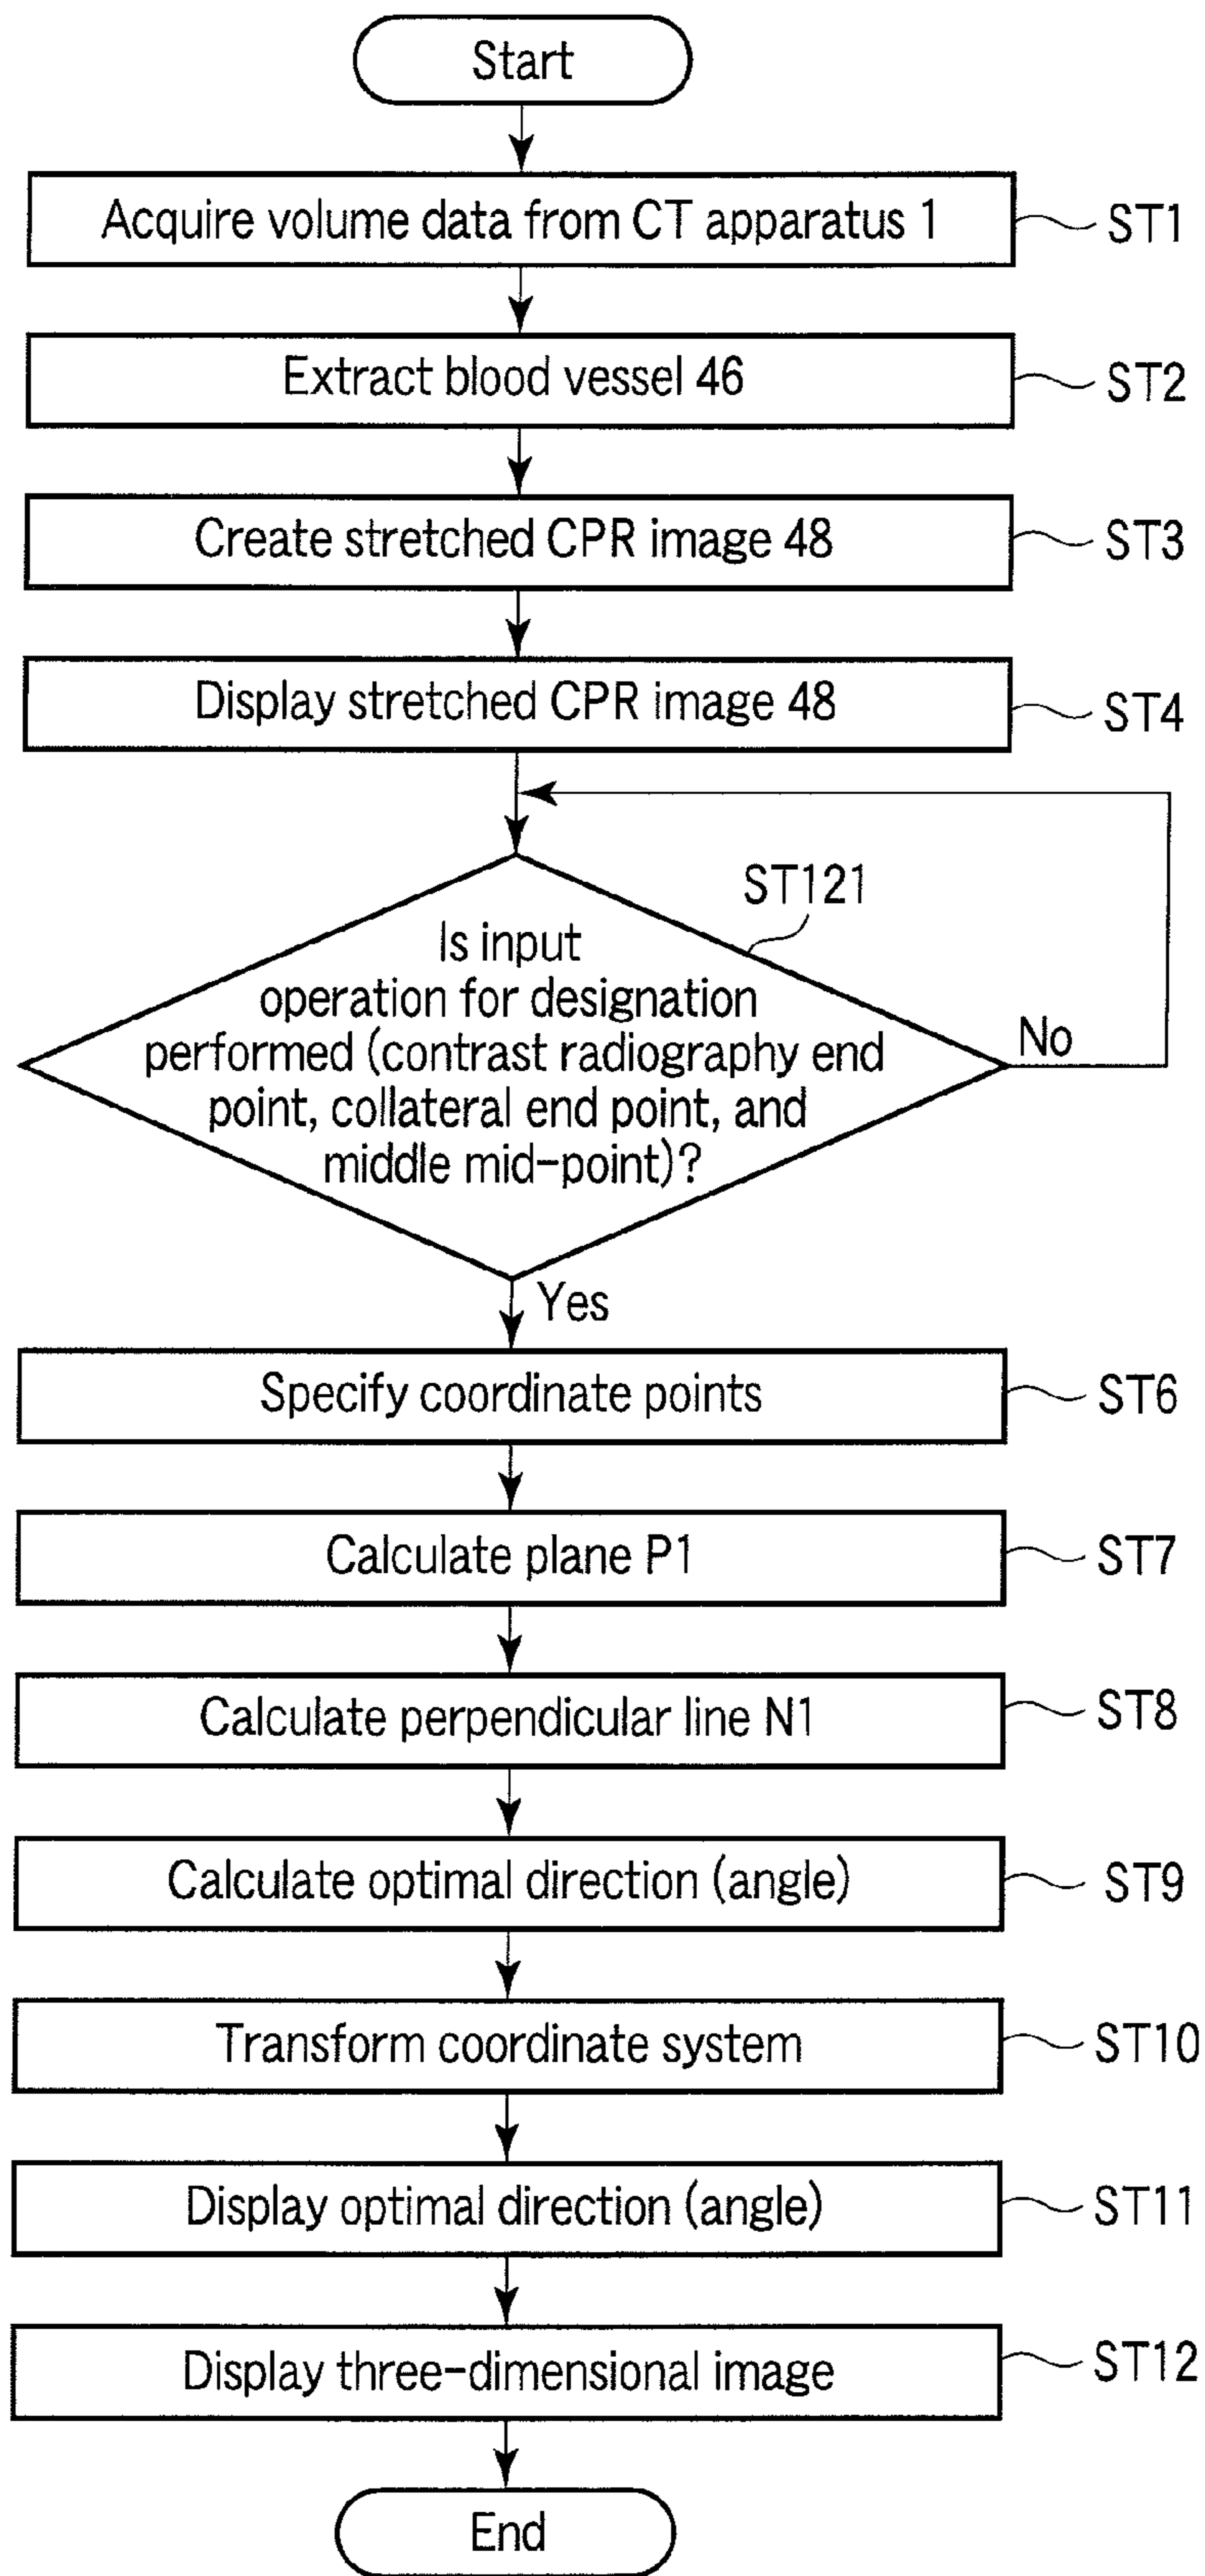 Start
Acquire volume data from CT apparatus 1
ST1
Extract blood vessel 46
ST2
Create stretched CPR image 48
ST3
Display stretched CPR image 48
ST4
ST121
Is input
operation for designation
performed (contrast radiography end
point, collateral end point, and
middle mid-point)?
No
Yes
Specify coordinate points
ST6
Calculate plane P1
ST7
Calculate perpendicular line N1
ST8
Calculate optimal direction (angle)
ST9
Transform coordinate system
ST10
Display optimal direction (angle)
ST11
Display three-dimensional image
ST12
End